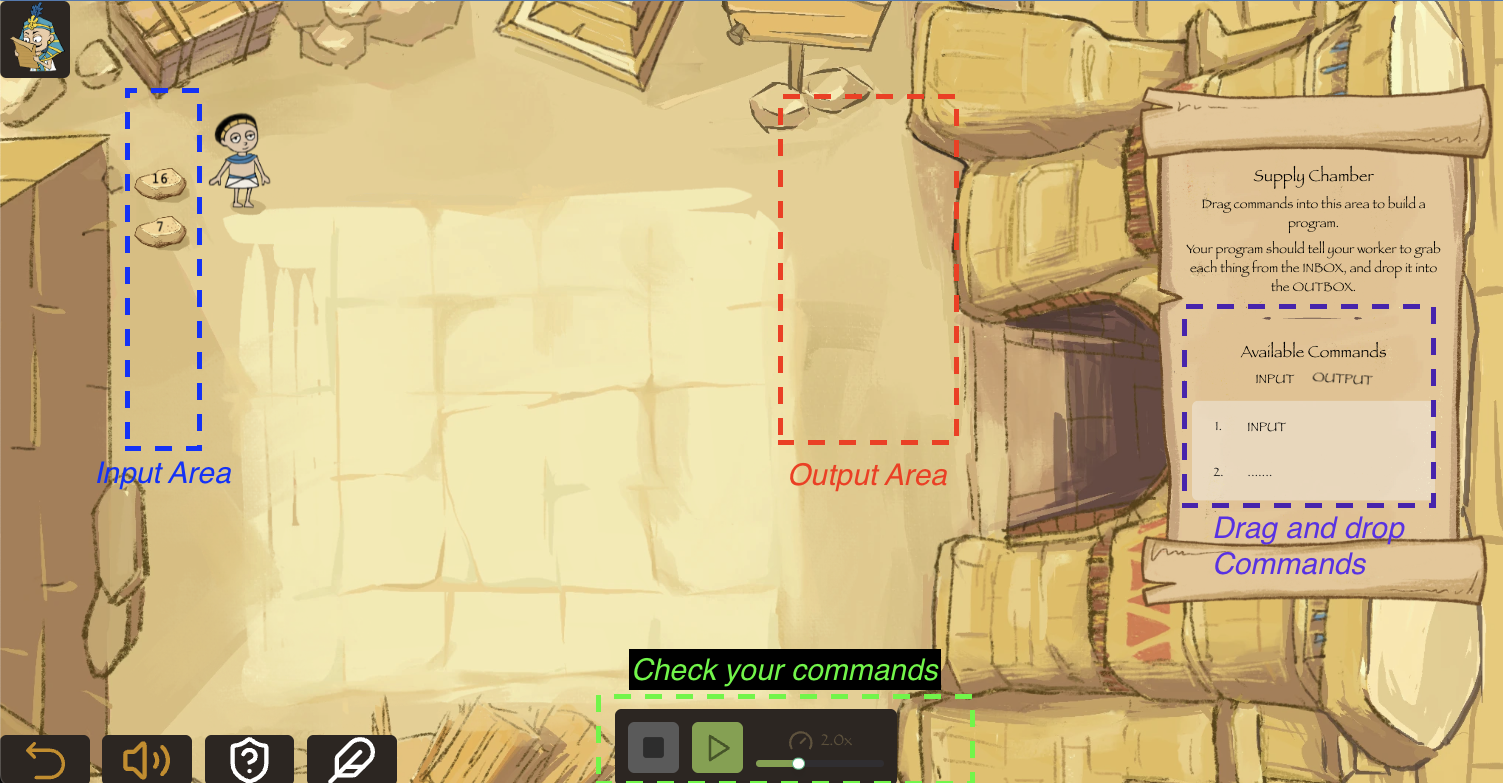 16
7
Input Area
Output Area
Supply Chamber
Drag commands into this area to build a
program.
Your program should tell your worker to grab
each thing from the INBOX, and drop it into
the OUTBOX.
Available Commands
INPUT OUTPUT
1. INPUT
2. .......
Drag and drop
Commands
Check your commands
2.0x